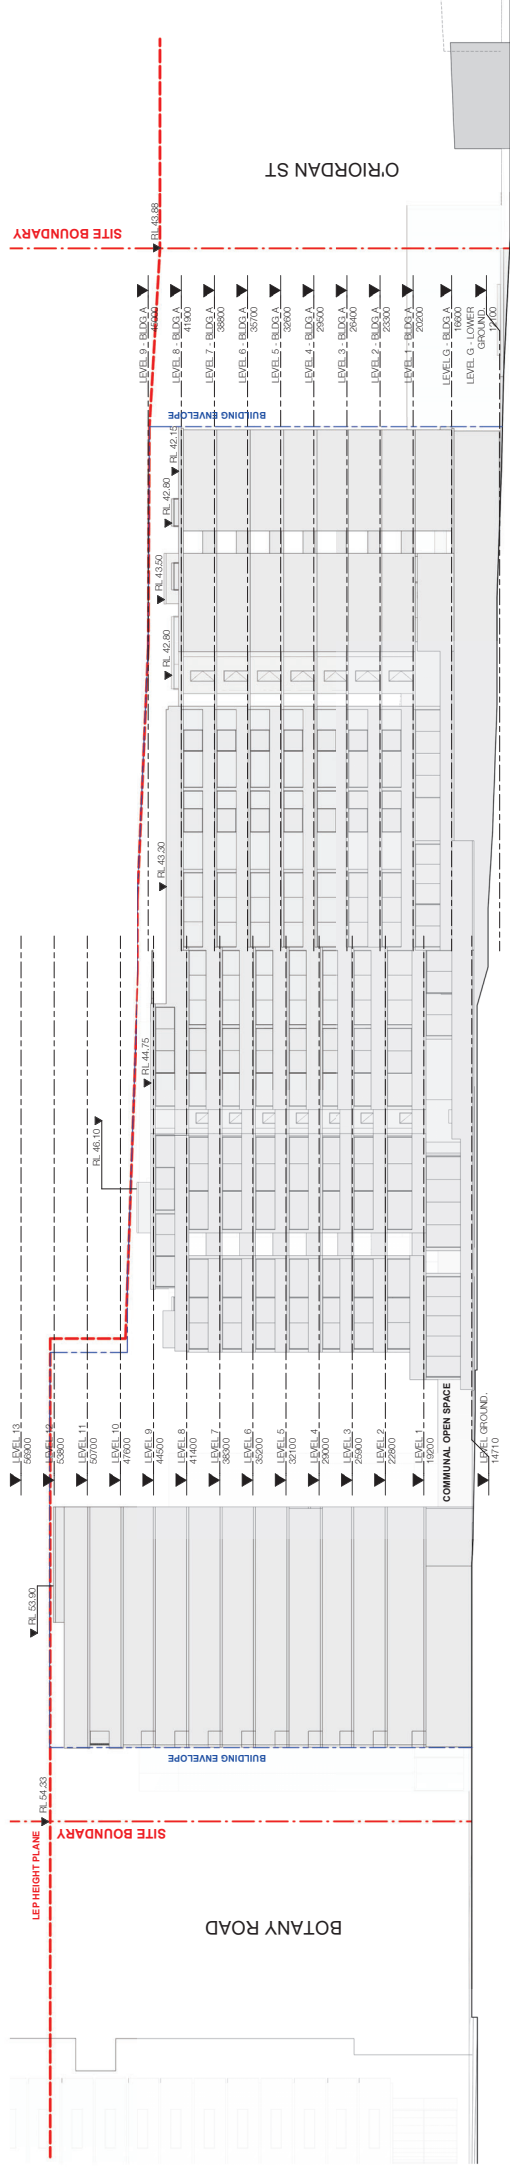 LEP HEIGHT PLANE
RL 54.33
SITE BOUNDARY
BOTANY ROAD
BUILDING ENVELOPE
RL 53.90
LEVEL 13
56900
LEVEL 12
53800
LEVEL 11
50700
LEVEL 10
47600
LEVEL 9
44500
LEVEL 8
41400
LEVEL 7
38300
LEVEL 6
35200
LEVEL 5
32100
LEVEL 4
29000
LEVEL 3
25900
LEVEL 2
22800
LEVEL 1
19200
COMMUNAL OPEN SPACE
LEVEL GROUND.
14710
RL 46.10
RL 44.75
RL 43.30
RL 42.80
RL 43.50
RL 42.80
RL 42.15
BUILDING ENVELOPE
LEVEL 9 - BLDG A
45000
LEVEL 8 - BLDG A
41900
LEVEL 7 - BLDG A
38800
LEVEL 6 - BLDG A
35700
LEVEL 5 - BLDG A
32600
LEVEL 4 - BLDG A
29500
LEVEL 3 - BLDG A
26400
LEVEL 2 - BLDG A
23300
LEVEL 1 - BLDG A
20200
LEVEL G - BLDG A
16600
LEVEL G - LOWER
GROUND.
RL 43.88
SITE BOUNDARY
O'RIORDAN ST